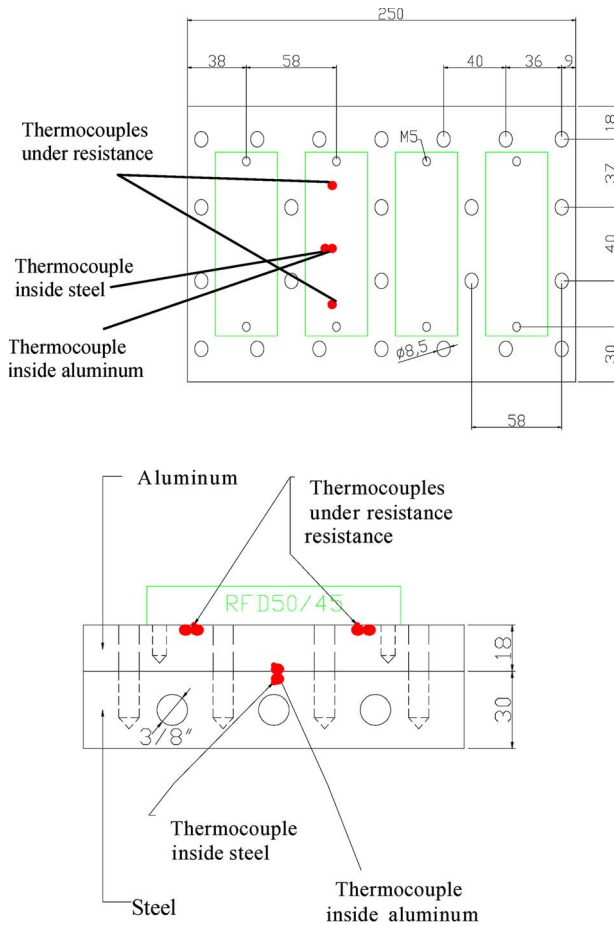 250
38
58
40
36
9
18
M5
37
Thermocouples
under resistance
40
Thermocouple
inside steel
Thermocouple
inside aluminum
ø8,5
30
58
Aluminum
Thermocouples
under resistance
resistance
RFD50/45
18
30
3/8"
Thermocouple
inside steel
Steel
Thermocouple
inside aluminum